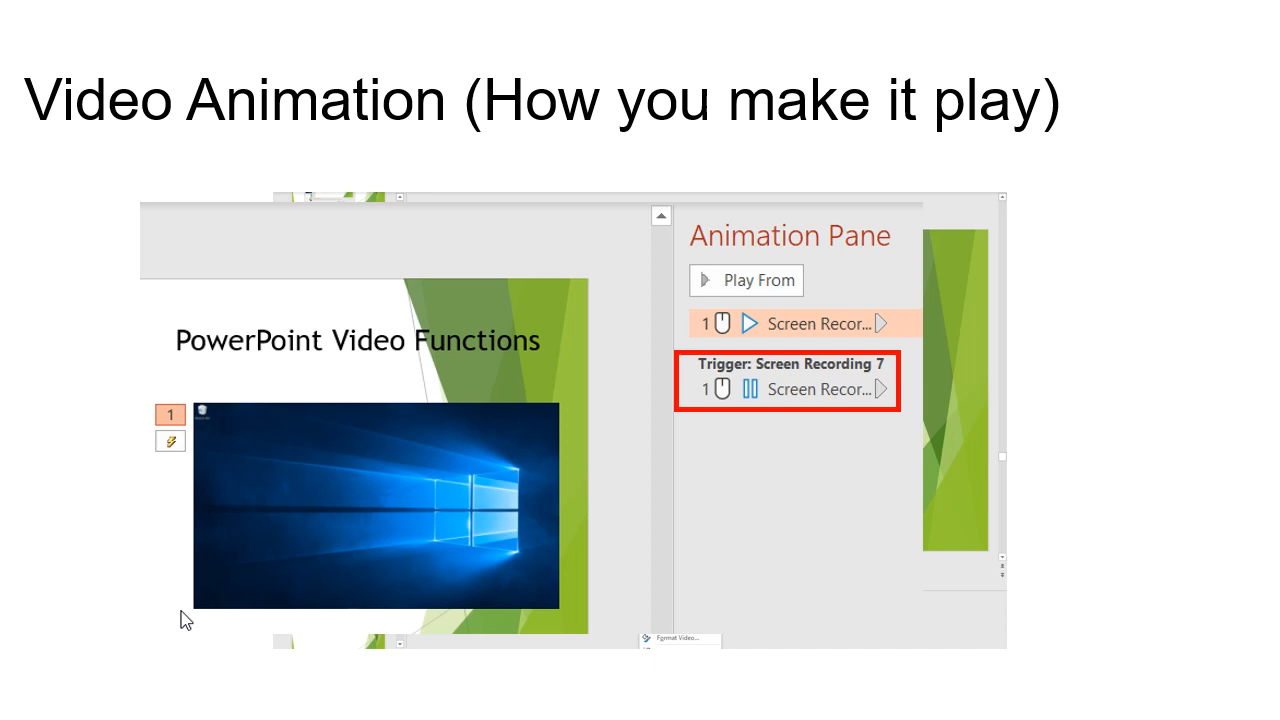 Video Animation (How you make it play)
Animation Pane
Play From
1 Screen Recor...
Trigger: Screen Recording 7
1 Screen Recor...
PowerPoint Video Functions
1
Format Video...